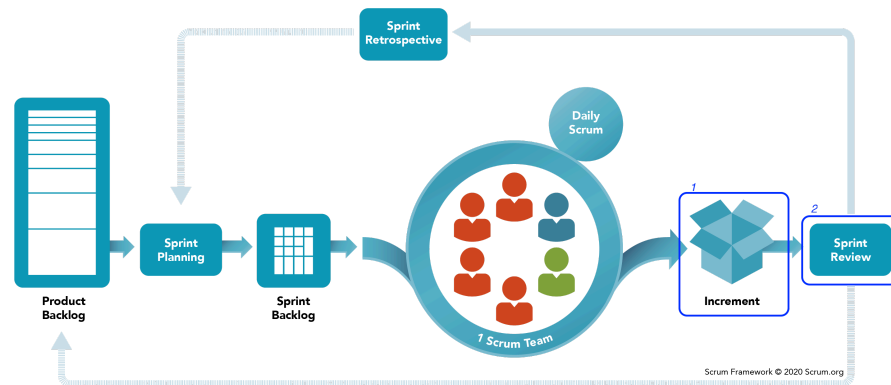 Sprint
Retrospective
Daily
Scrum
1
2
Sprint
Planning
Sprint
Review
Product
Backlog
Sprint
Backlog
Increment
1 Scrum Team
Scrum Framework © 2020 Scrum.org